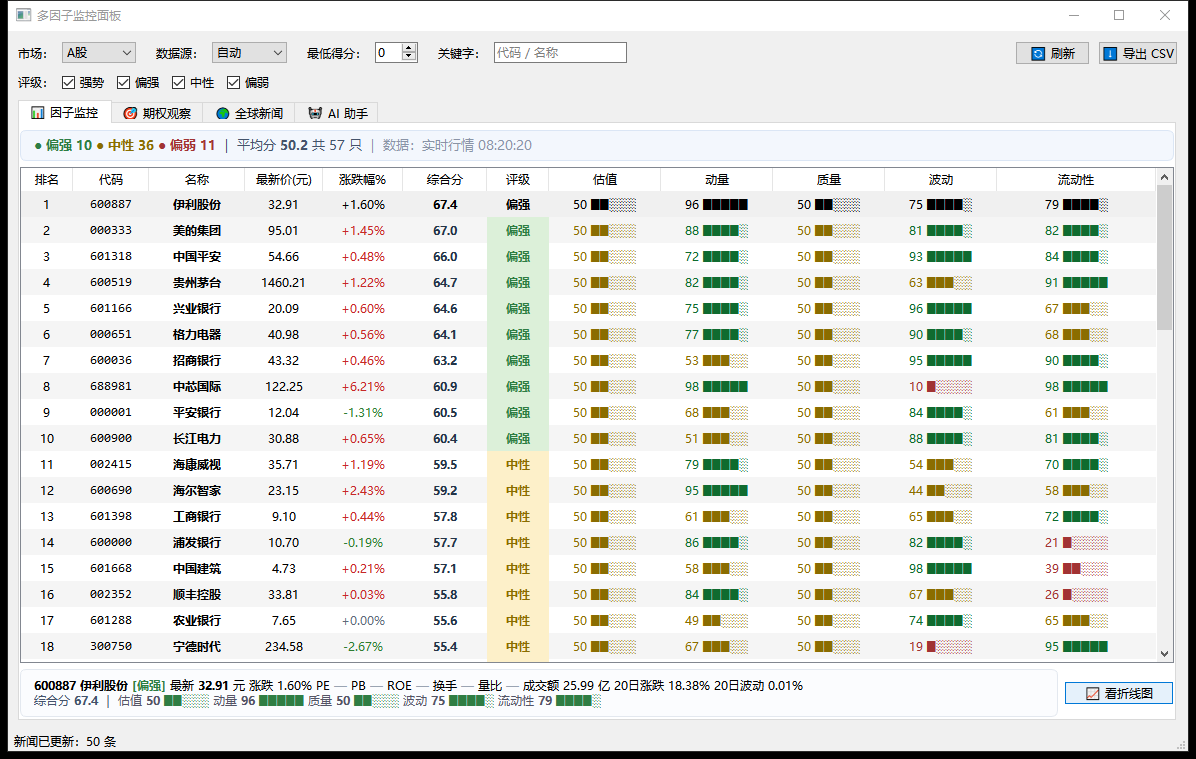 多因子监控面板
市场: A股 数据源: 自动 最低得分: 0 关键字: 代码 / 名称 刷新 导出 CSV
评级: 强势 偏强 中性 偏弱
因子监控 期权观察 全球新闻 AI 助手
● 偏强 10 ● 中性 36 ● 偏弱 11 | 平均分 50.2 共 57 只 | 数据: 实时行情 08:20:20
排名 代码 名称 最新价(元) 涨跌幅% 综合分 评级 估值 动量 质量 波动 流动性
1 600887 伊利股份 32.91 +1.60% 67.4 偏强 50 96 50 75 79
2 000333 美的集团 95.01 +1.45% 67.0 偏强 50 88 50 81 82
3 601318 中国平安 54.66 +0.48% 66.0 偏强 50 72 50 93 84
4 600519 贵州茅台 1460.21 +1.22% 64.7 偏强 50 82 50 63 91
5 601166 兴业银行 20.09 +0.60% 64.6 偏强 50 75 50 96 67
6 000651 格力电器 40.98 +0.56% 64.1 偏强 50 77 50 90 68
7 600036 招商银行 43.32 +0.46% 63.2 偏强 50 53 50 95 90
8 688981 中芯国际 122.25 +6.21% 60.9 偏强 50 98 50 10 98
9 000001 平安银行 12.04 -1.31% 60.5 偏强 50 68 50 84 61
10 600900 长江电力 30.88 +0.65% 60.4 偏强 50 51 50 88 81
11 002415 海康威视 35.71 +1.19% 59.5 中性 50 79 50 54 70
12 600690 海尔智家 23.15 +2.43% 59.2 中性 50 95 50 44 58
13 601398 工商银行 9.10 +0.44% 57.8 中性 50 61 50 65 72
14 600000 浦发银行 10.70 -0.19% 57.7 中性 50 86 50 82 21
15 601668 中国建筑 4.73 +0.21% 57.1 中性 50 58 50 98 39
16 002352 顺丰控股 33.81 +0.03% 55.8 中性 50 84 50 67 26
17 601288 农业银行 7.65 +0.00% 55.6 中性 50 49 50 74 65
18 300750 宁德时代 234.58 -2.67% 55.4 中性 50 67 50 19 95
600887 伊利股份 [偏强] 最新 32.91 元 涨跌 1.60% PE — PB — ROE — 换手 — 量比 — 成交额 25.99 亿 20日涨跌 18.38% 20日波动 0.01%
综合分 67.4 | 估值 50 动量 96 质量 50 波动 75 流动性 79
看折线图
新闻已更新: 50 条